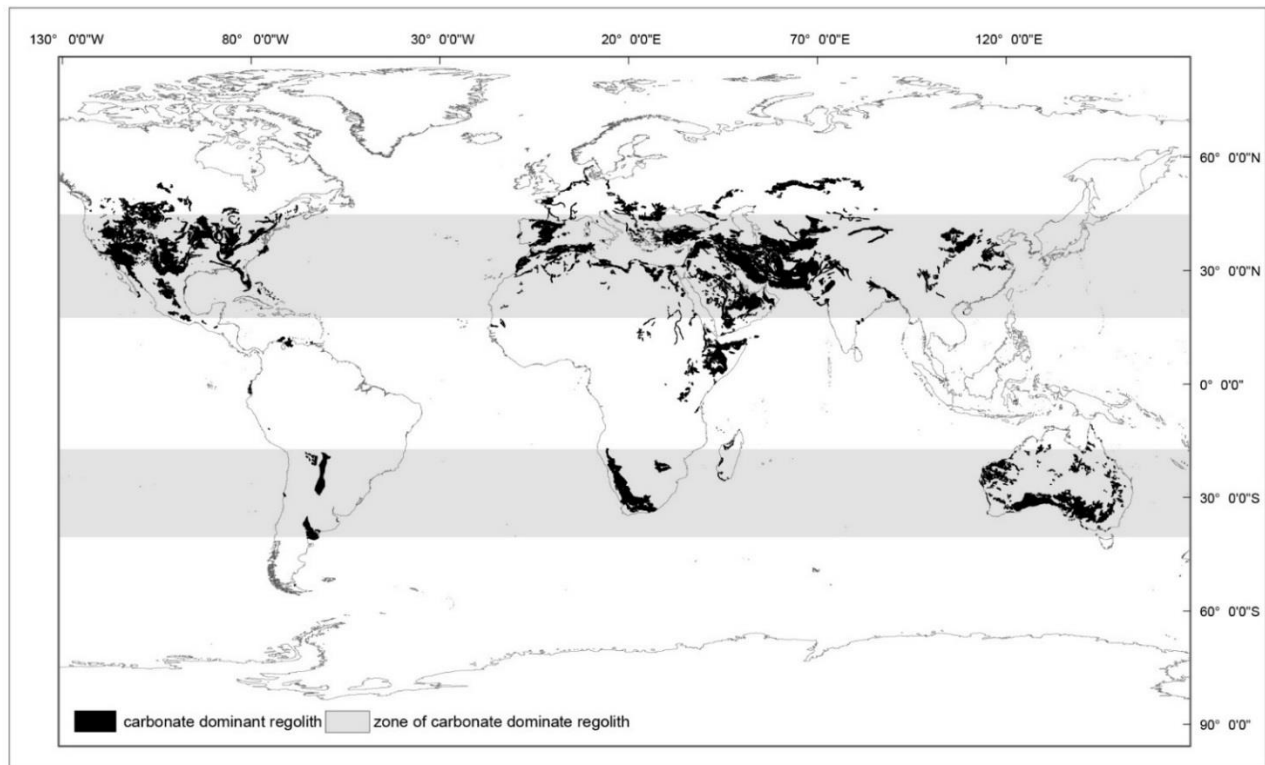 130° 0'0"W 80° 0'0"W 30° 0'0"W 20° 0'0"E 70° 0'0"E 120° 0'0"E
60° 0'0"N
30° 0'0"N
0° 0'0"
30° 0'0"S
60° 0'0"S
90° 0'0"
carbonate dominant regolith zone of carbonate dominate regolith